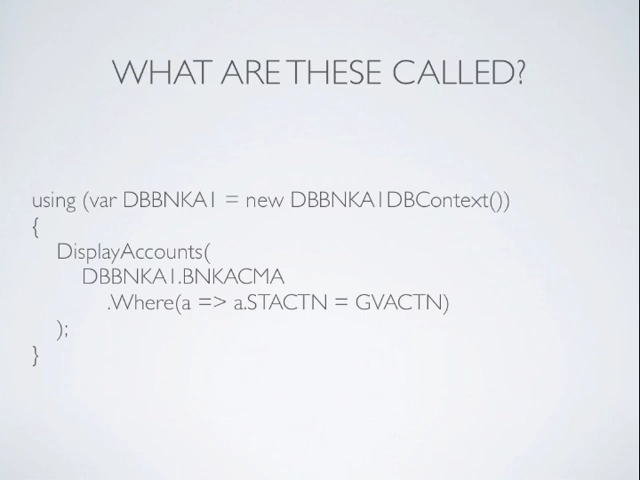 WHAT ARE THESE CALLED?
using (var DBBNKA1 = new DBBNKA1DBContext())
{
DisplayAccounts(
DBBNKA1.BNKACMA
.Where(a => a.STACTN = GVACTN)
);
}